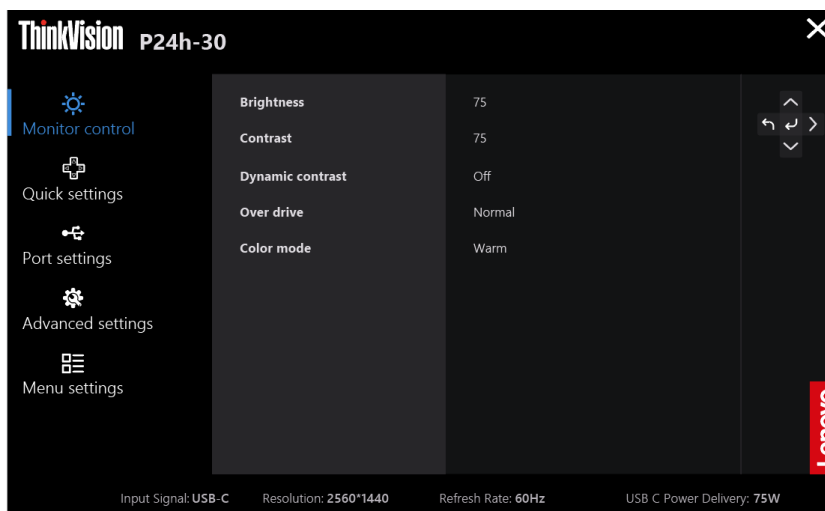 ThinkVision P24h-30
Monitor control
Quick settings
Port settings
Advanced settings
Menu settings
Brightness 75
Contrast 75
Dynamic contrast Off
Over drive Normal
Color mode Warm
Lenovo
Input Signal: USB-C Resolution: 2560*1440 Refresh Rate: 60Hz USB C Power Delivery: 75W